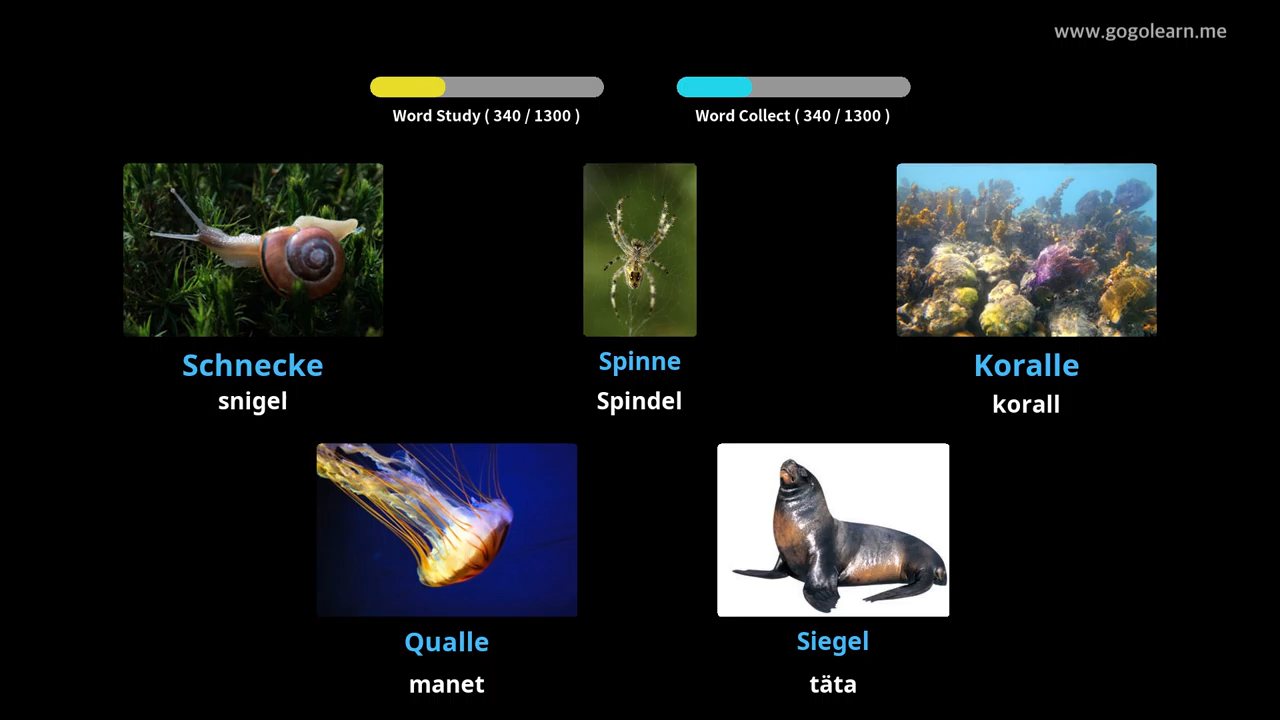 www.gogolearn.me
Word Study ( 340 / 1300 )
Word Collect ( 340 / 1300 )
Schnecke
snigel
Spinne
Spindel
Koralle
korall
Qualle
manet
Siegel
täta